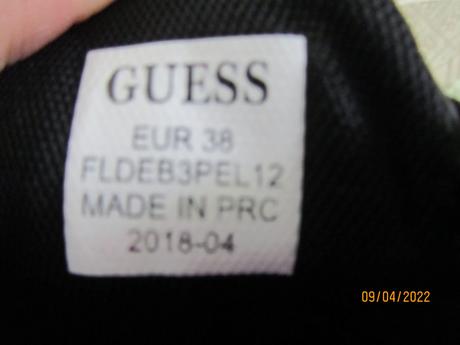 GUESS
EUR 38
FLDEB3PEL12
MADE IN PRC
2018-04
09/04/2022